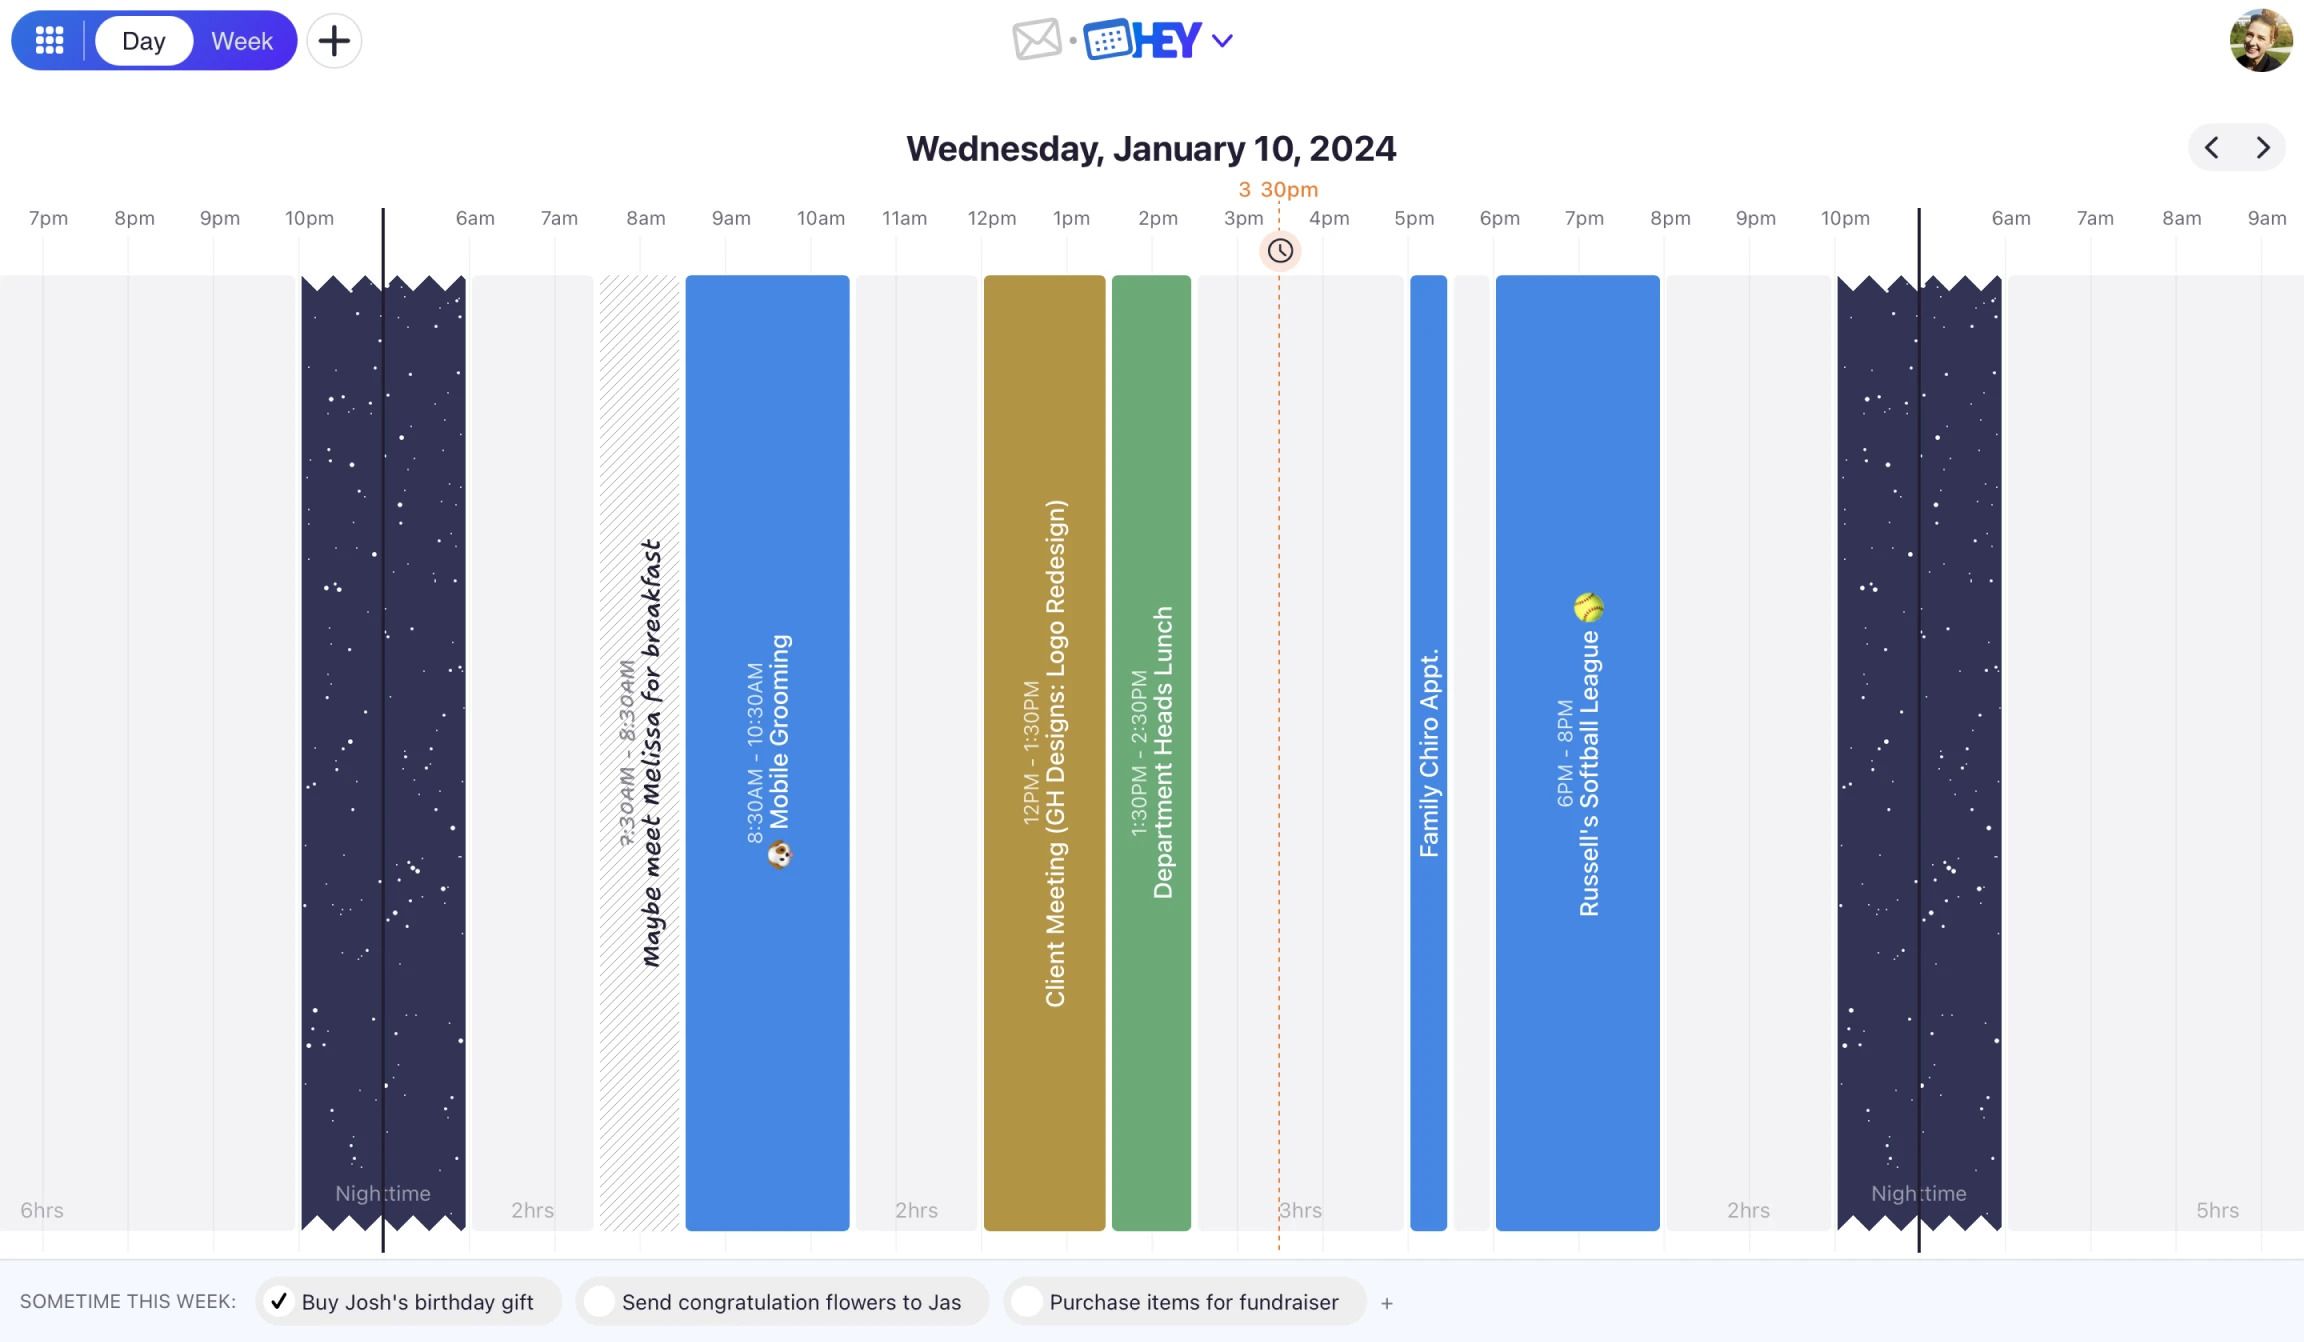 Day
Week
HEY
Wednesday, January 10, 2024
3 30pm
7pm 8pm 9pm 10pm 6am 7am 8am 9am 10am 11am 12pm 1pm 2pm 3pm 4pm 5pm 6pm 7pm 8pm 9pm 10pm 6am 7am 8am 9am
7:30AM - 8:30AM
Maybe meet Melissa for breakfast
8:30AM - 10:30AM
🐶 Mobile Grooming
12PM - 1:30PM
Client Meeting (GH Designs: Logo Redesign)
1:30PM - 2:30PM
Department Heads Lunch
Family Chiro Appt.
6PM - 8PM
Russell's Softball League 🥎
Nighttime
Nighttime
6hrs
2hrs
2hrs
3hrs
2hrs
5hrs
SOMETIME THIS WEEK:
Buy Josh's birthday gift
Send congratulation flowers to Jas
Purchase items for fundraiser
+